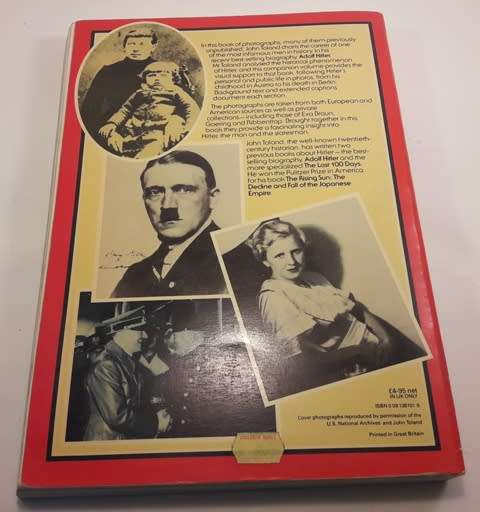 In this book of photographs, many of them previously
unpublished, John Toland charts the career of one
of the most infamous men in history. In his
recent best-selling biography, Adolf Hitler,
Mr Toland analysed the historical phenomenon
of Hitler and this companion volume provides the
visual support to that book, following Hitler's
personal and public life in photos, from his
childhood in Austria to his death in Berlin.
Background text and extended captions
document each section.
The photographs are taken from both European and
American sources as well as private
collections – including those of Eva Braun,
Goering and Ribbentrop. Brought together in this
book they provide a fascinating insight into
Hitler, the man and the statesman.
John Toland, the well-known twentieth-
century historian, has written two
previous books about Hitler – the best-
selling biography, Adolf Hitler and the
more specialized The Last 100 Days.
He won the Pulitzer Prize in America
for his book The Rising Sun: The
Decline and Fall of the Japanese
Empire.
£4·95 net
IN UK ONLY
Cover photographs reproduced by permission of the
U.S. National Archives and John Toland
Printed in Great Britain